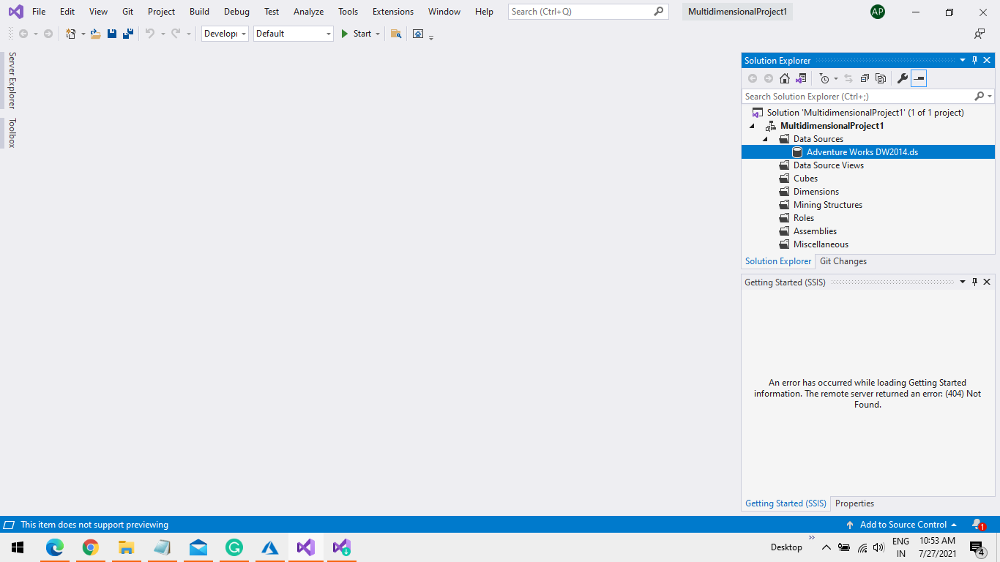 File Edit View Git Project Build Debug Test Analyze Tools Extensions Window Help Search (Ctrl+Q) MultidimensionalProject1 AP
Developı Default Start
Server Explorer
Toolbox
Solution Explorer
Search Solution Explorer (Ctrl+;)
Solution 'MultidimensionalProject1' (1 of 1 project)
MultidimensionalProject1
Data Sources
Adventure Works DW2014.ds
Data Source Views
Cubes
Dimensions
Mining Structures
Roles
Assemblies
Miscellaneous
Solution Explorer Git Changes
Getting Started (SSIS)
An error has occurred while loading Getting Started
information. The remote server returned an error: (404) Not
Found.
Getting Started (SSIS) Properties
This item does not support previewing Add to Source Control 1
Desktop ENG 10:53 AM
IN 7/27/2021 4